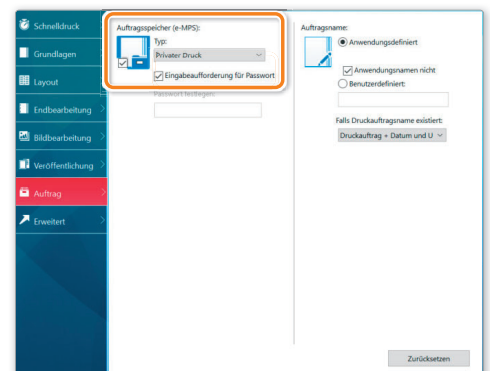 Schnelldruck
Grundlagen
Layout
Endbearbeitung
Bildbearbeitung
Veröffentlichung
Auftrag
Erweitert
Auftragsspeicher (e-MPS):
Typ:
Privater Druck
Eingabeaufforderung für Passwort
Passwort festlegen:
Auftragsname:
Anwendungsdefiniert
Anwendungsnamen nicht
Benutzerdefiniert:
Falls Druckauftragsname existiert:
Druckauftrag + Datum und U
Zurücksetzen